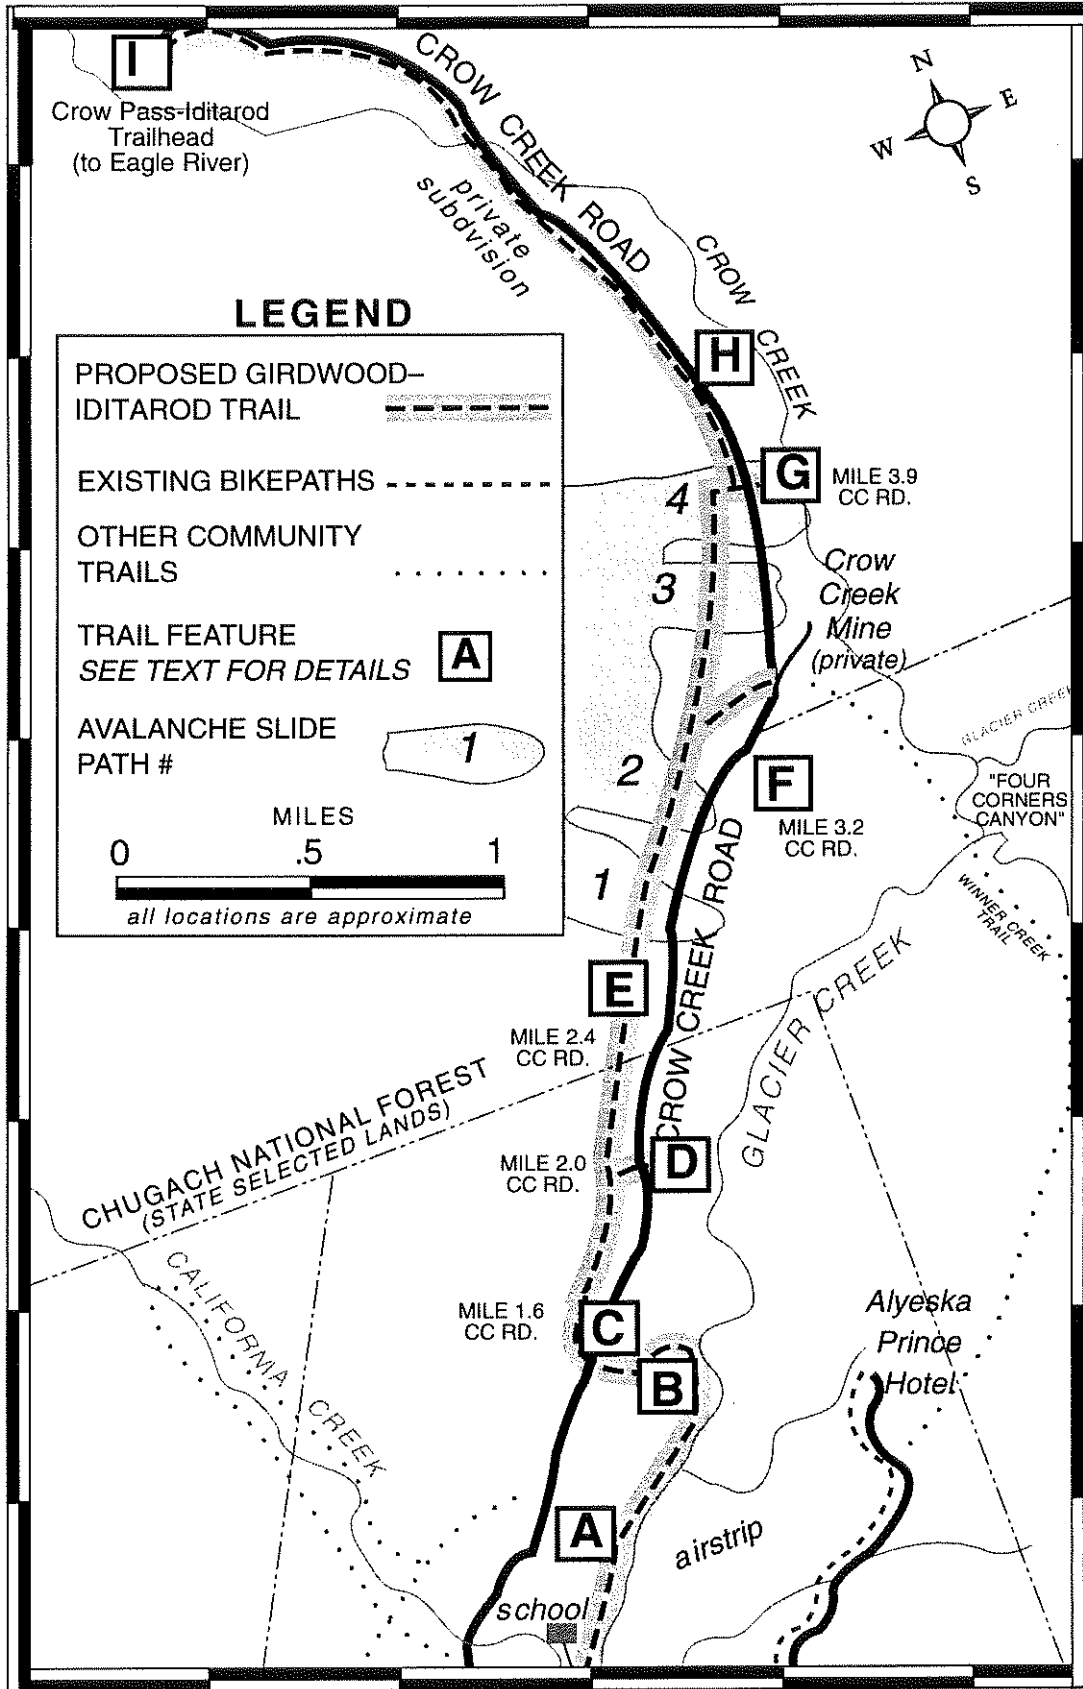 I
Crow Pass-Iditarod
Trailhead
(to Eagle River)
CROW CREEK ROAD
N
E
W
S
private
subdvision
CROW CREEK
LEGEND
PROPOSED GIRDWOOD–
IDITAROD TRAIL
EXISTING BIKEPATHS
OTHER COMMUNITY
TRAILS
TRAIL FEATURE
SEE TEXT FOR DETAILS
A
AVALANCHE SLIDE
PATH #
1
MILES
0 .5 1
all locations are approximate
H
G
MILE 3.9
CC RD.
4
3
Crow
Creek
Mine
(private)
GLACIER CREEK
2
F
MILE 3.2
CC RD.
"FOUR
CORNERS
CANYON"
1
WINNER CREEK
TRAIL
CROW CREEK ROAD
GLACIER CREEK
E
MILE 2.4
CC RD.
CHUGACH NATIONAL FOREST
(STATE SELECTED LANDS)
D
MILE 2.0
CC RD.
CALIFORNIA CREEK
MILE 1.6
CC RD.
C
B
Alyeska
Prince
Hotel
A
airstrip
school